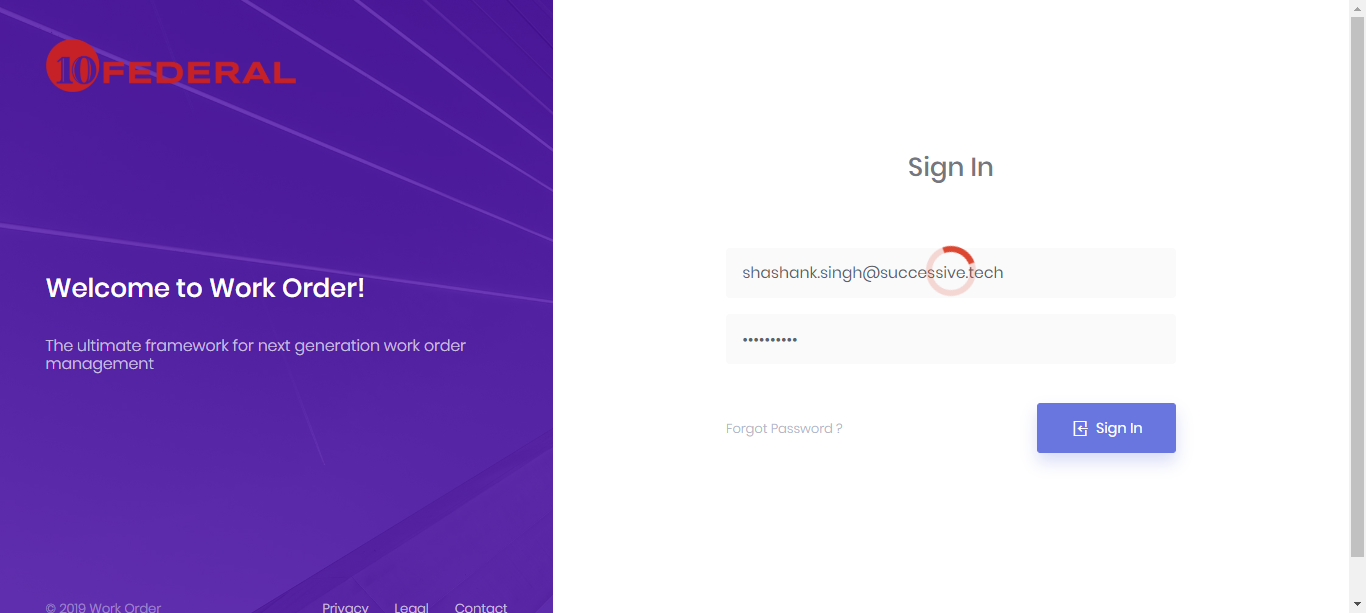 10 FEDERAL
Welcome to Work Order!
The ultimate framework for next generation work order
management
© 2019 Work Order
Privacy
Legal
Contact
Sign In
shashank.singh@successive.tech
••••••••••
Forgot Password ?
Sign In